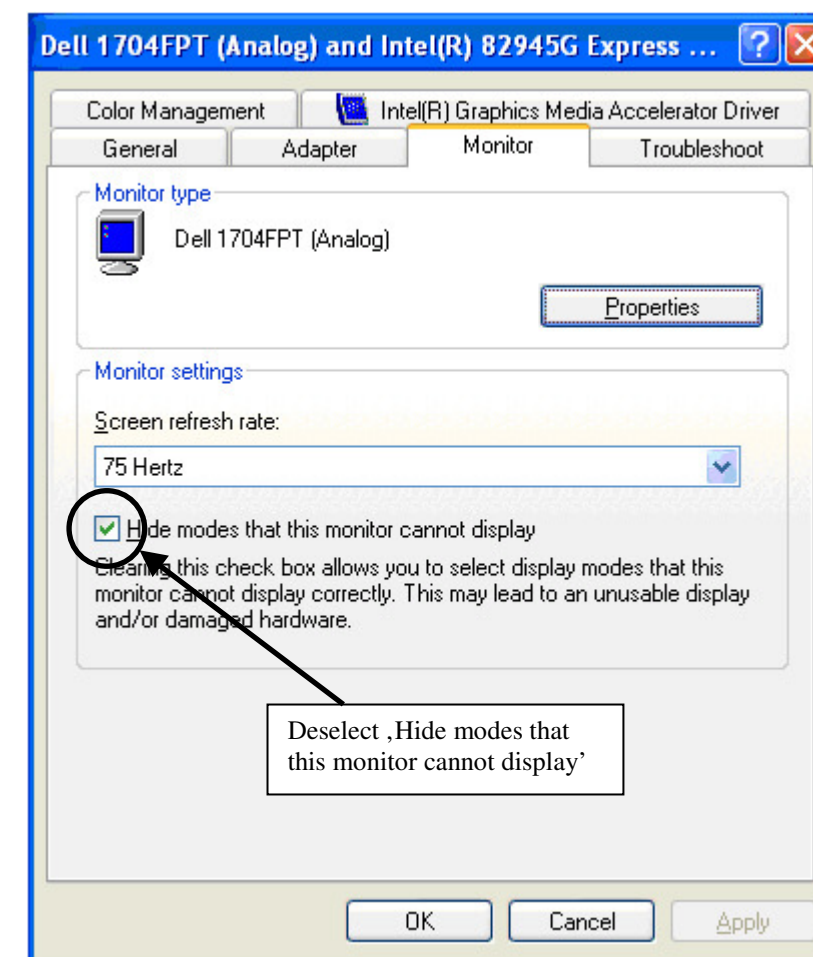 Dell 1704FPT (Analog) and Intel(R) 82945G Express ...
Color Management
Intel(R) Graphics Media Accelerator Driver
General
Adapter
Monitor
Troubleshoot
Monitor type
Dell 1704FPT (Analog)
Properties
Monitor settings
Screen refresh rate:
75 Hertz
Hide modes that this monitor cannot display
Clearing this check box allows you to select display modes that this
monitor cannot display correctly. This may lead to an unusable display
and/or damaged hardware.
Deselect ‚Hide modes that
this monitor cannot display’
OK
Cancel
Apply